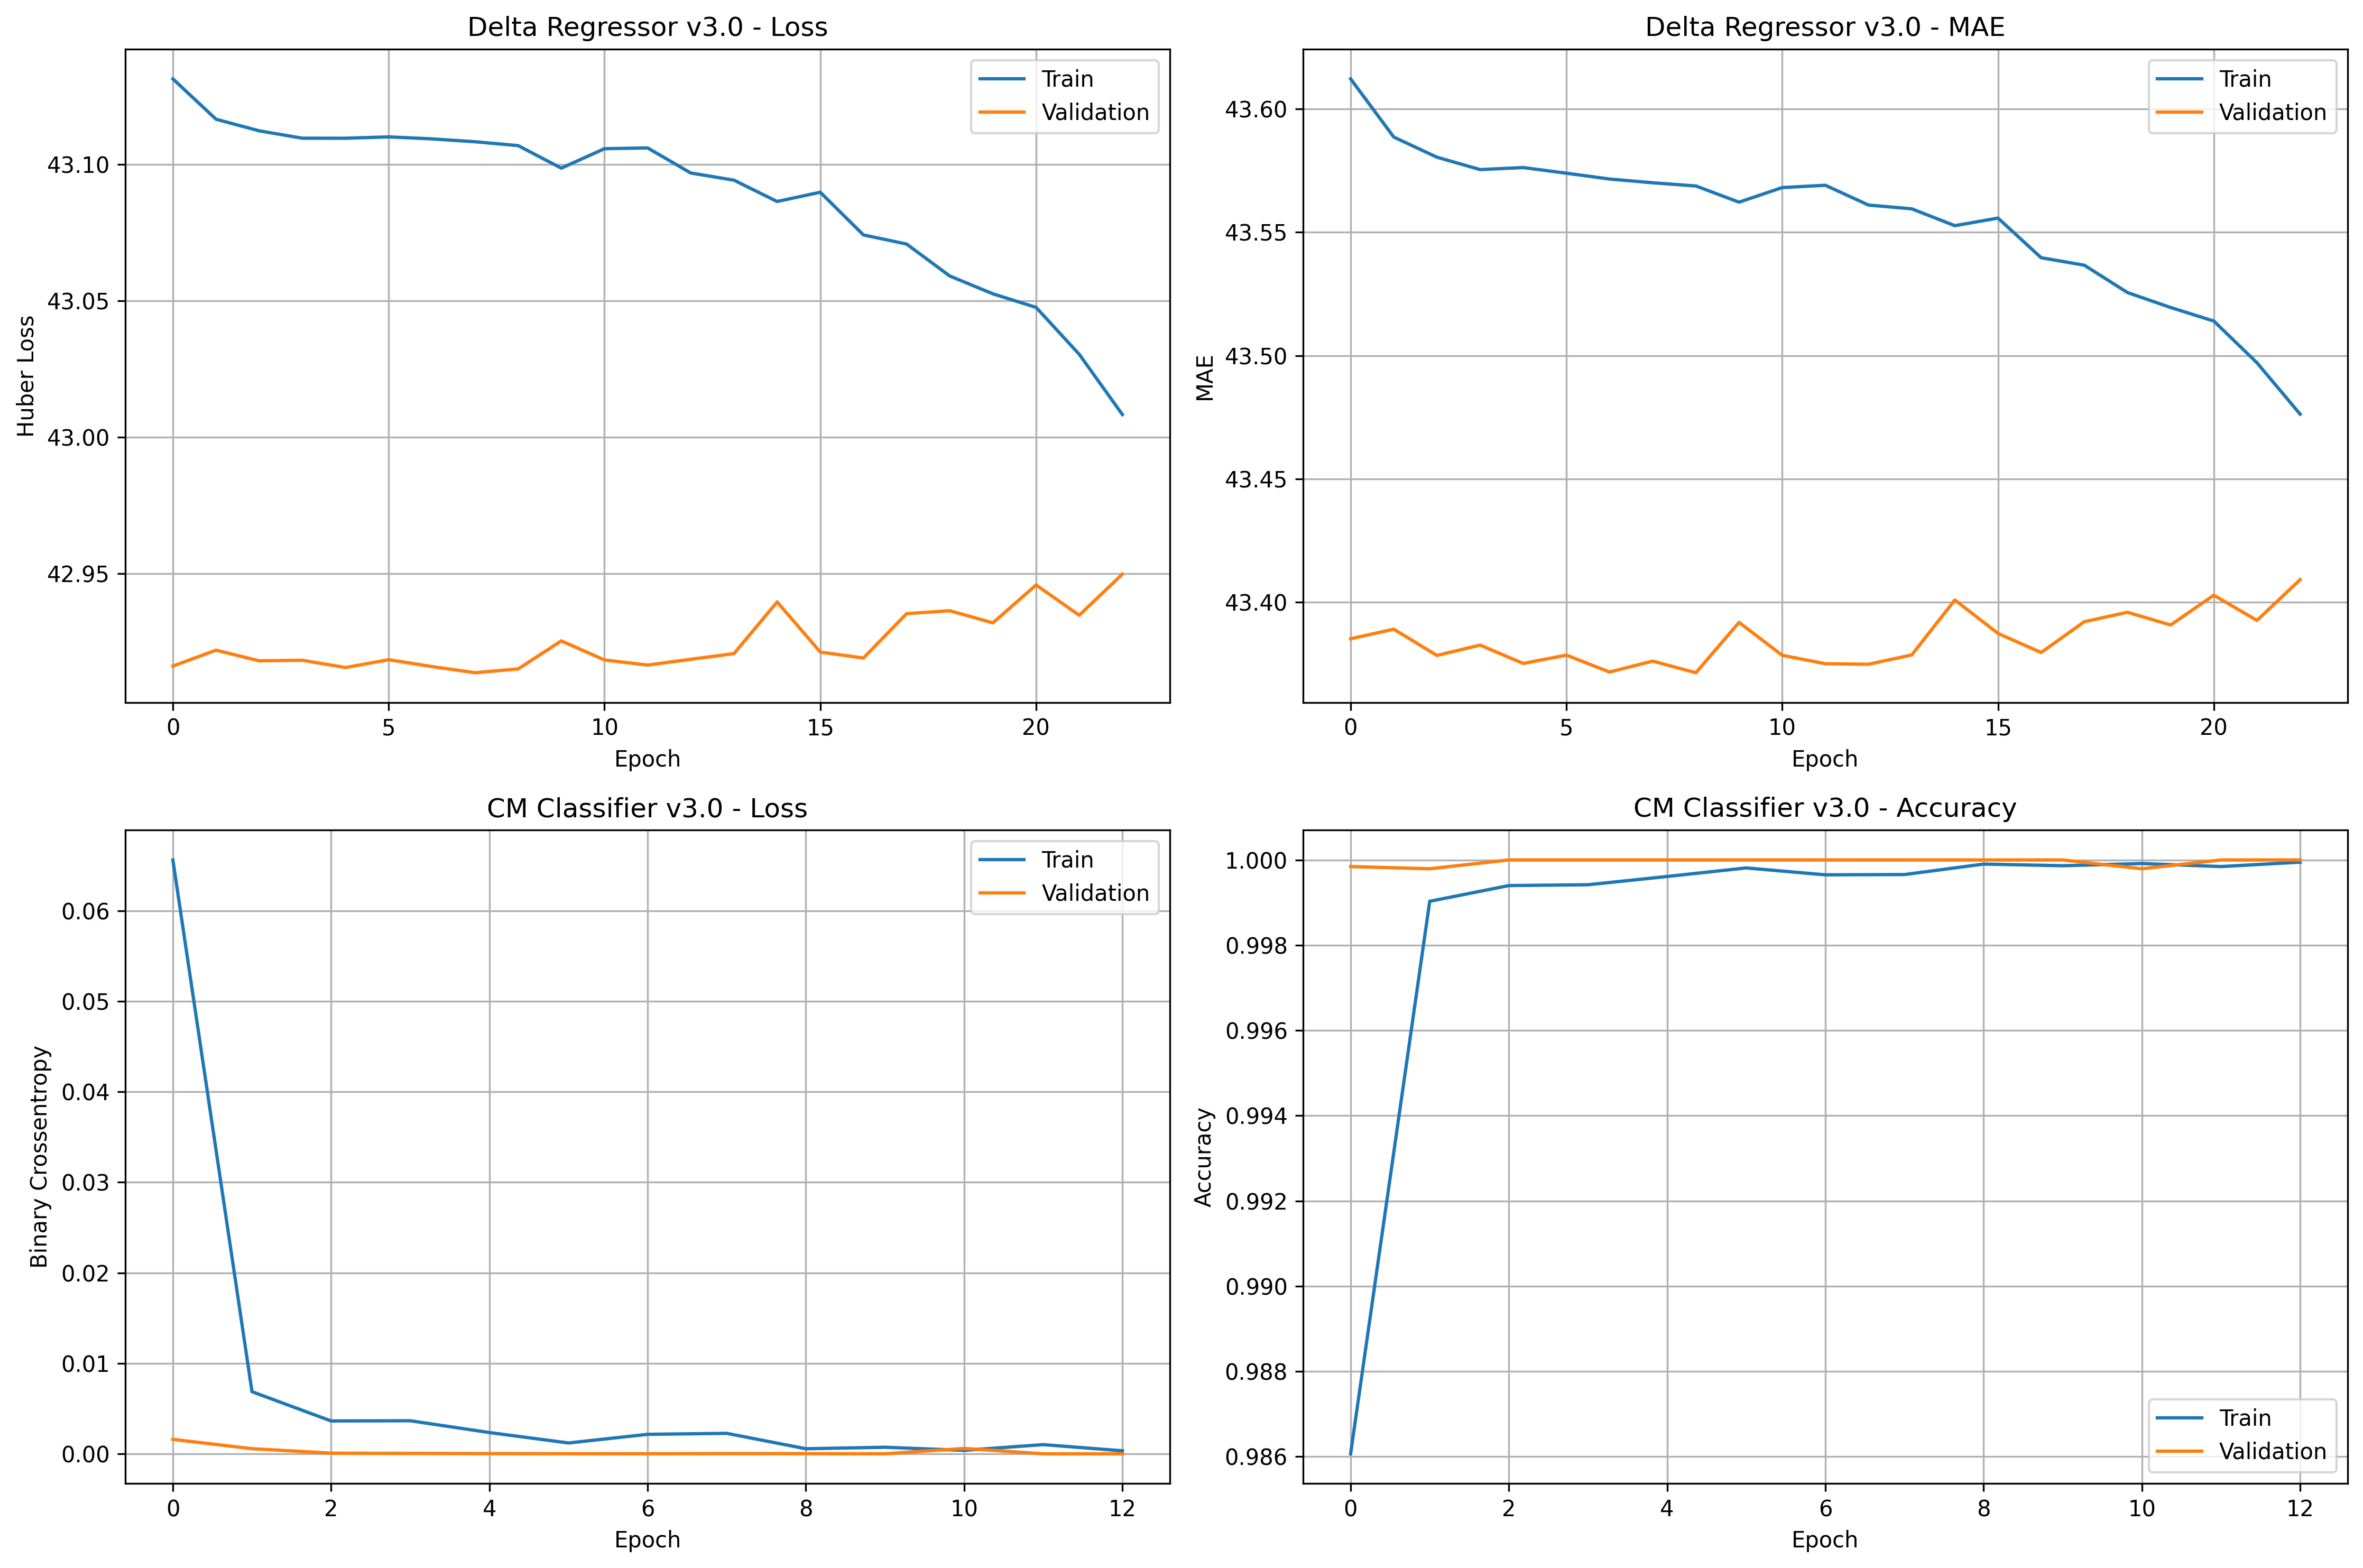 Delta Regressor v3.0 - Loss
Train
Validation
43.10
43.05
43.00
42.95
Huber Loss
0 5 10 15 20
Epoch
Delta Regressor v3.0 - MAE
Train
Validation
43.60
43.55
43.50
43.45
43.40
MAE
0 5 10 15 20
Epoch
CM Classifier v3.0 - Loss
Train
Validation
0.06
0.05
0.04
0.03
0.02
0.01
0.00
Binary Crossentropy
0 2 4 6 8 10 12
Epoch
CM Classifier v3.0 - Accuracy
1.000
0.998
0.996
0.994
0.992
0.990
0.988
0.986
Accuracy
Train
Validation
0 2 4 6 8 10 12
Epoch